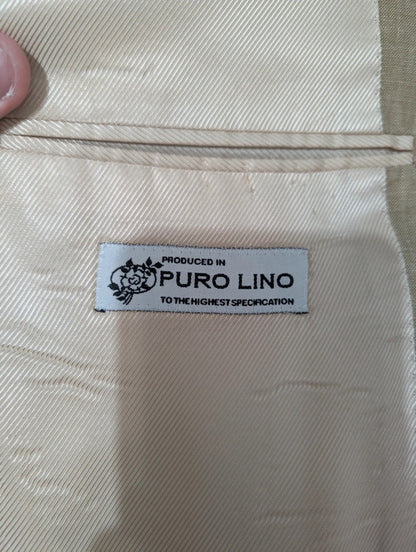 PRODUCED IN
PURO LINO
TO THE HIGHEST SPECIFICATION